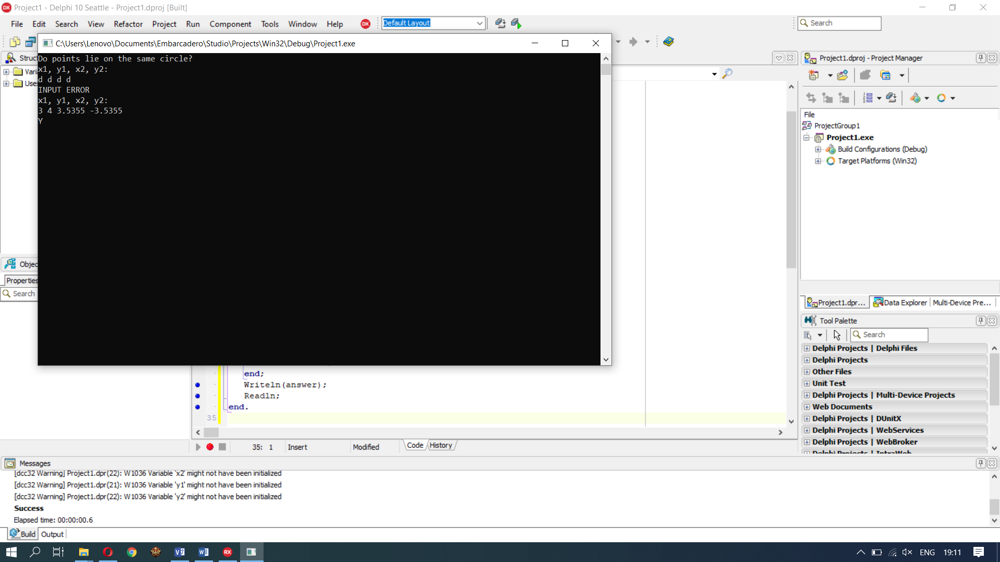 Project1 - Delphi 10 Seattle - Project1.dproj [Built]
File Edit Search View Refactor Project Run Component Tools Window Help
Default Layout
Search
C:\Users\Lenovo\Documents\Embarcadero\Studio\Projects\Win32\Debug\Project1.exe
Do points lie on the same circle?
x1, y1, x2, y2:
d d d d
INPUT ERROR
x1, y1, x2, y2:
3 4 3.5355 -3.5355
Y
Struc
Vari
Uses
Objec
Properties
Search
end;
Writeln(answer);
Readln;
end.
35
35: 1
Insert
Modified
Code
History
Project1.dproj - Project Manager
File
ProjectGroup1
Project1.exe
Build Configurations (Debug)
Target Platforms (Win32)
Project1.dpr...
Data Explorer
Multi-Device Pre...
Tool Palette
Search
Delphi Projects | Delphi Files
Delphi Projects
Other Files
Unit Test
Delphi Projects | Multi-Device Projects
Web Documents
Delphi Projects | DUnitX
Delphi Projects | WebServices
Delphi Projects | WebBroker
Delphi Projects | IntraWeb
Messages
[dcc32 Warning] Project1.dpr(22): W1036 Variable 'x2' might not have been initialized
[dcc32 Warning] Project1.dpr(21): W1036 Variable 'y1' might not have been initialized
[dcc32 Warning] Project1.dpr(22): W1036 Variable 'y2' might not have been initialized
Success
Elapsed time: 00:00:00.6
Build
Output
ENG
19:11